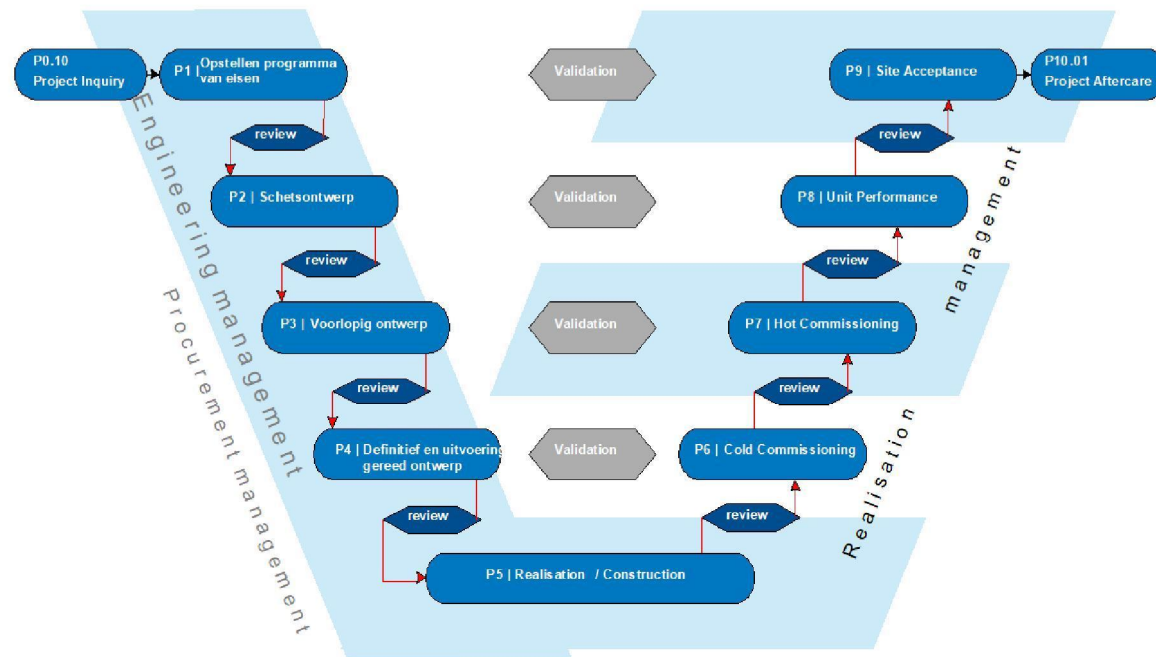 P0.10
Project Inquiry
P1 | Opstellen programma
van eisen
Validation
P9 | Site Acceptance
P10.01
Project Aftercare
review
review
P2 | Schetsontwerp
Validation
P8 | Unit Performance
review
review
P3 | Voorlopig ontwerp
Validation
P7 | Hot Commissioning
review
review
P4 | Definitief en uitvoering
gereed ontwerp
Validation
P6 | Cold Commissioning
review
review
P5 | Realisation / Construction
Engineering management
Procurement management
Realisation management